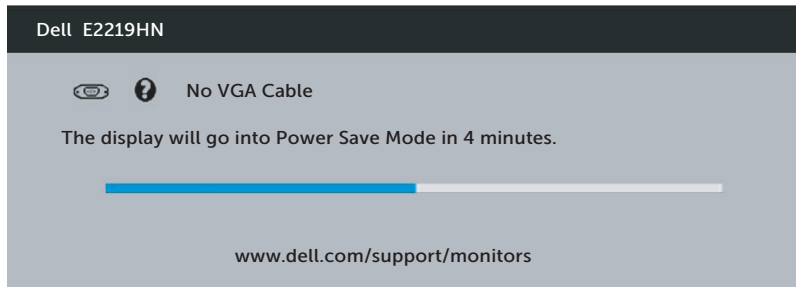 Dell E2219HN
No VGA Cable
The display will go into Power Save Mode in 4 minutes.
www.dell.com/support/monitors